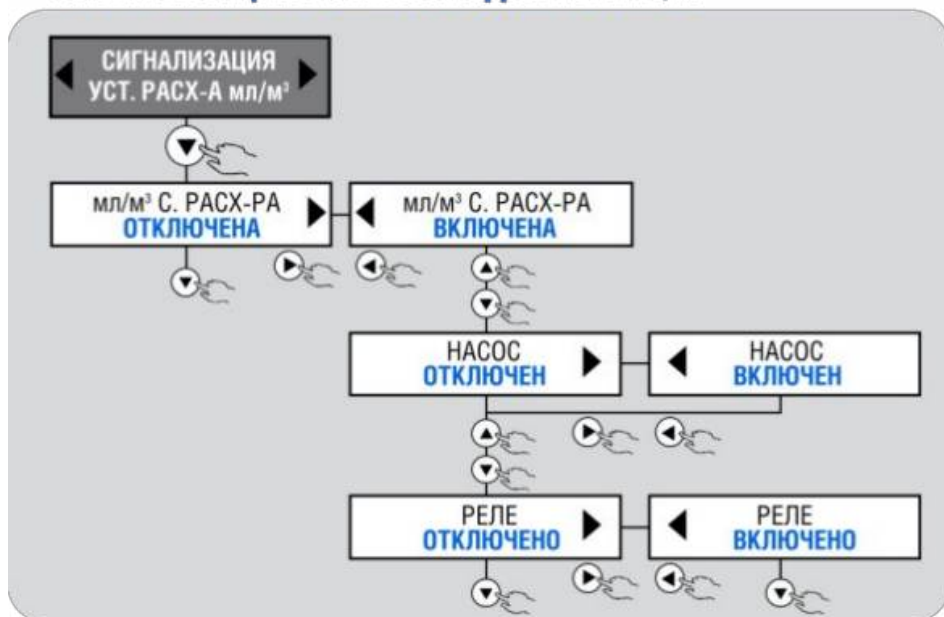 СИГНАЛИЗАЦИЯ
УСТ. РАСХ-А мл/м³
мл/м³ С. РАСХ-РА
ОТКЛЮЧЕНА
мл/м³ С. РАСХ-РА
ВКЛЮЧЕНА
НАСОС
ОТКЛЮЧЕН
НАСОС
ВКЛЮЧЕН
РЕЛЕ
ОТКЛЮЧЕНО
РЕЛЕ
ВКЛЮЧЕНО